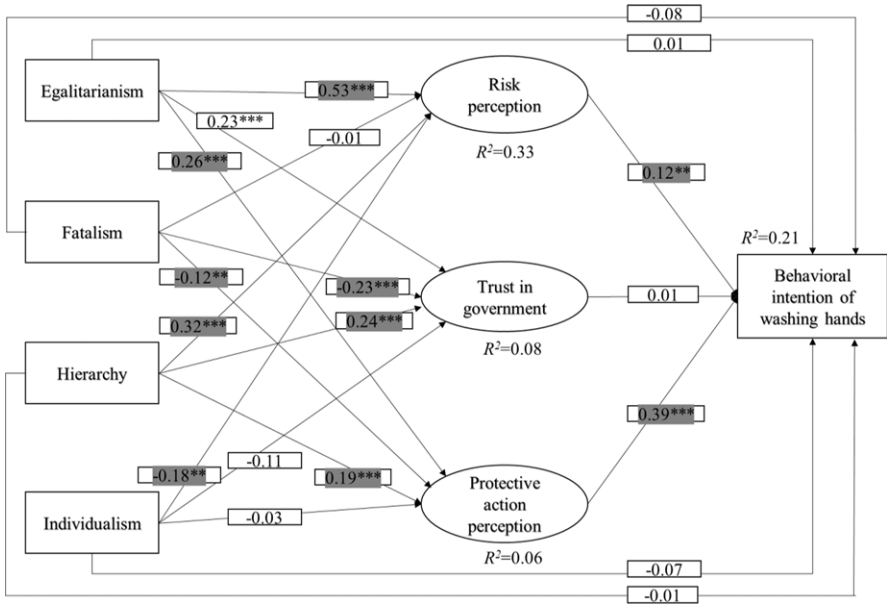 -0.08
0.01
Egalitarianism
0.53***
Risk
perception
0.23***
-0.01
0.26***
R²=0.33
0.12**
Fatalism
R²=0.21
-0.12**
-0.23***
Trust in
government
0.01
Behavioral
intention of
washing hands
0.32***
0.24***
R²=0.08
Hierarchy
0.39***
-0.11
-0.18**
0.19***
Protective
action
perception
Individualism
-0.03
R²=0.06
-0.07
-0.01